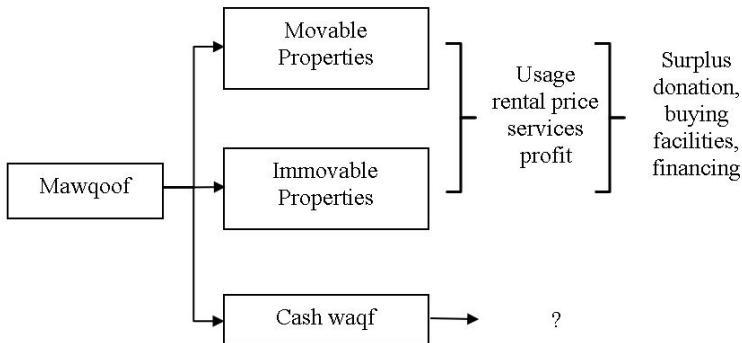 Movable
Properties
Usage
rental price
services
profit
Surplus
donation,
buying
facilities,
financing
Mawqoof
Immovable
Properties
Cash waqf
?